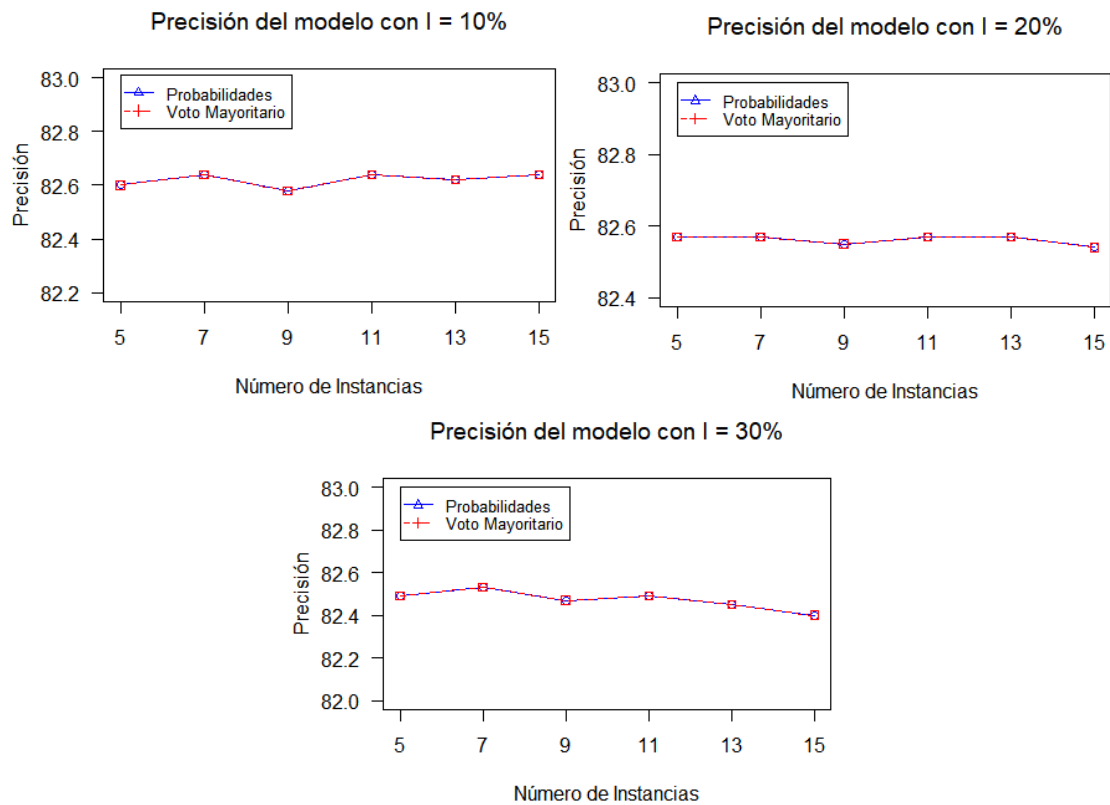 Precisión del modelo con I = 10%
Precisión
83.0
82.8
82.6
82.4
82.2
Probabilidades
Voto Mayoritario
5 7 9 11 13 15
Número de Instancias
Precisión del modelo con I = 20%
Precisión
83.0
82.8
82.6
82.4
Probabilidades
Voto Mayoritario
5 7 9 11 13 15
Número de Instancias
Precisión del modelo con I = 30%
Precisión
83.0
82.8
82.6
82.4
82.2
82.0
Probabilidades
Voto Mayoritario
5 7 9 11 13 15
Número de Instancias